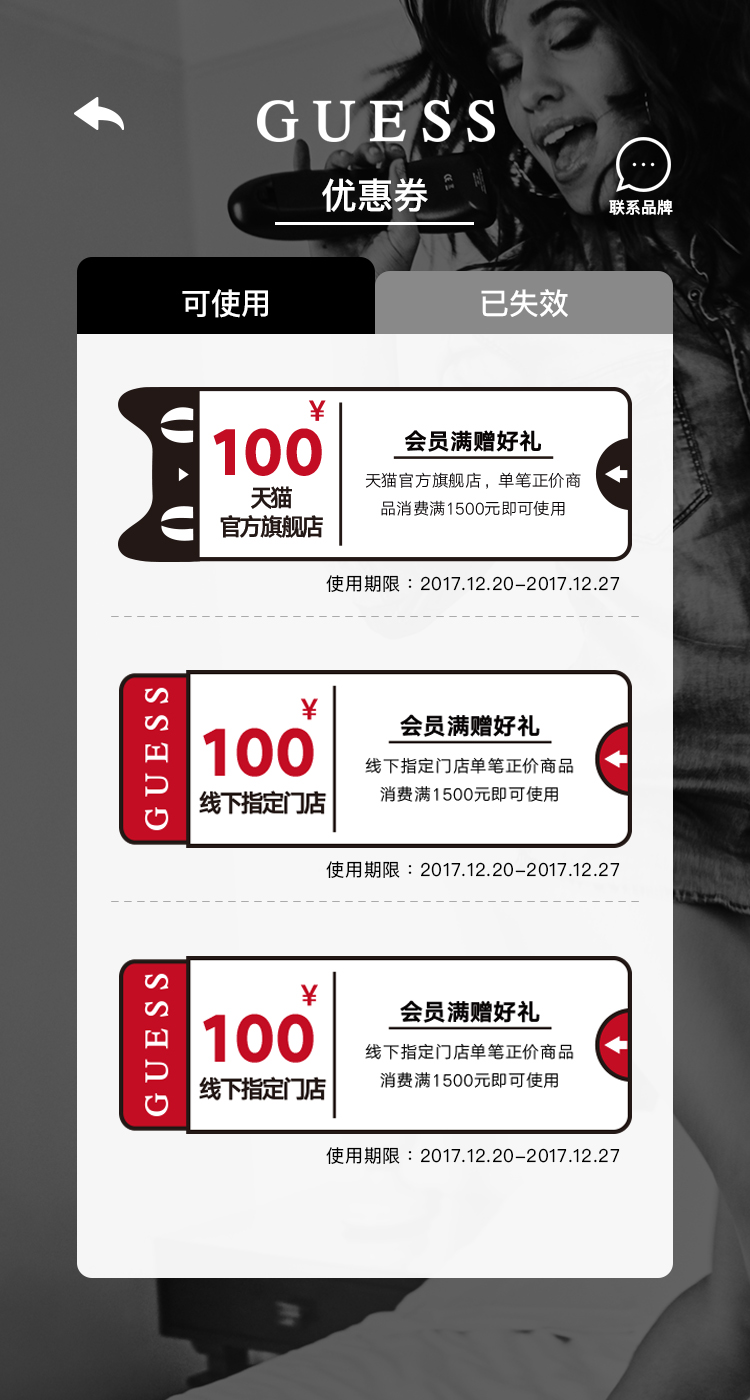 GUESS
优惠券
联系品牌
可使用
已失效
¥
100
天猫
官方旗舰店
会员满赠好礼
天猫官方旗舰店，单笔正价商
品消费满1500元即可使用
使用期限：2017.12.20-2017.12.27
GUESS
¥
100
线下指定门店
会员满赠好礼
线下指定门店单笔正价商品
消费满1500元即可使用
使用期限：2017.12.20-2017.12.27
GUESS
¥
100
线下指定门店
会员满赠好礼
线下指定门店单笔正价商品
消费满1500元即可使用
使用期限：2017.12.20-2017.12.27